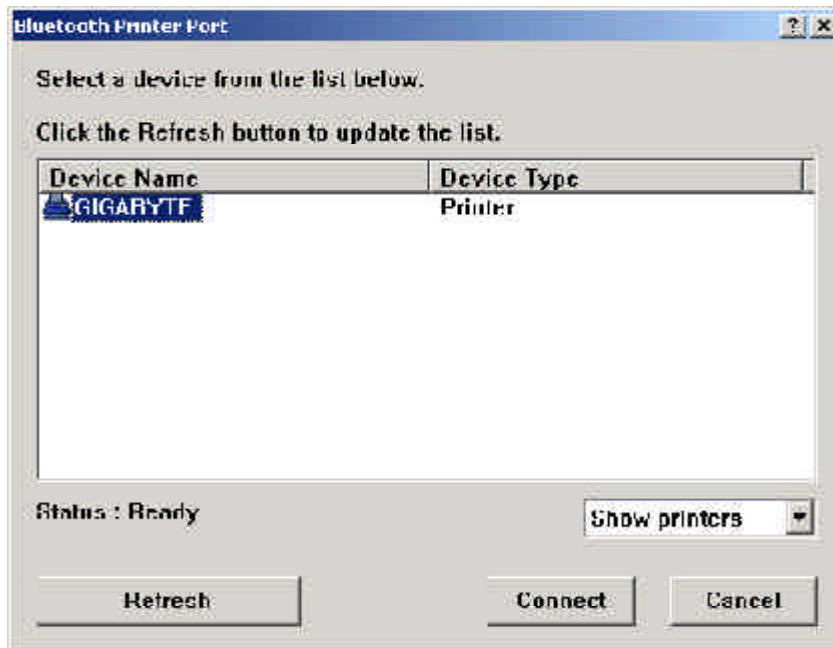 Bluetooth Printer Port
Select a device from the list below.
Click the Refresh button to update the list.
Device Name Device Type
GIGABYTE Printer
Status : Ready Show printers
Refresh Connect Cancel